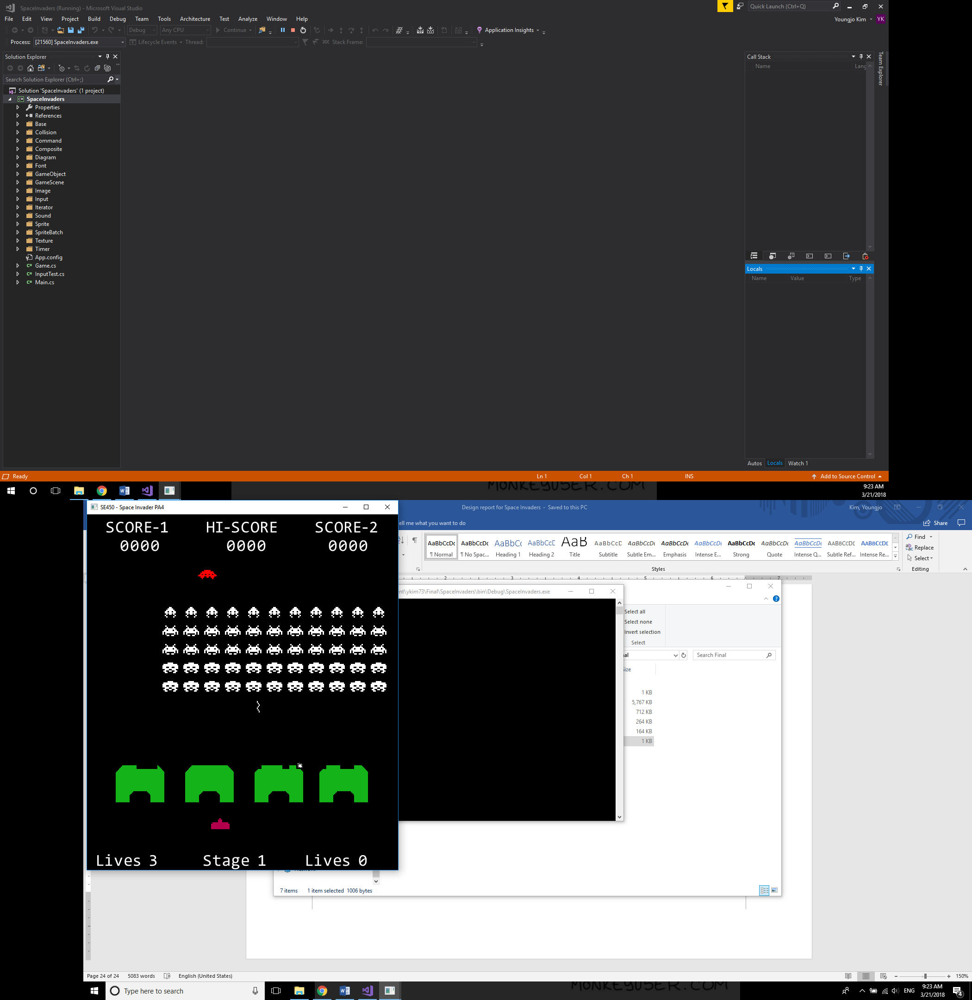 SpaceInvaders (Running) - Microsoft Visual Studio
Quick Launch (Ctrl+Q)
File Edit View Project Build Debug Team Tools Architecture Test Analyze Window Help
Youngjo Kim YK
Debug Any CPU Continue Application Insights
Process: [21560] SpaceInvaders.exe Lifecycle Events Thread: Stack Frame:
Solution Explorer
Search Solution Explorer (Ctrl+;)
Solution 'SpaceInvaders' (1 project)
C# SpaceInvaders
Properties
References
Base
Collision
Command
Composite
Diagram
Font
GameObject
GameScene
Image
Input
Iterator
Sound
Sprite
SpriteBatch
Texture
Timer
App.config
C# Game.cs
C# InputTest.cs
C# Main.cs
Call Stack
Name Lang
Team Explorer
Locals
Name Value Type
Autos Locals Watch 1
Ready Ln 1 Col 1 Ch 1 INS Add to Source Control
MONKEYUSER.COM
9:23 AM
3/21/2018
SE450 - Space Invader PA4
SCORE-1 HI-SCORE SCORE-2
0000 0000 0000
Lives 3 Stage 1 Lives 0
Design report for Space Invaders - Saved to this PC
Kim, Youngjo
ell me what you want to do
Share
AaBbCcDc AaBbCcDc AaBbC( AaBbCcD AaB AaBbCcD AaBbCcDc AaBbCcDc AaBbCcDc AaBbCcDc AaBbCcDc AaBbCcDc AaBbCcDd AaBbCcDd
¶ Normal ¶ No Spac... Heading 1 Heading 2 Title Subtitle Subtle Em... Emphasis Intense E... Strong Quote Intense Q... Subtle Ref... Intense Re...
Styles
Find
Replace
Select
Editing
2 3 4 5 6 7
nt\ykim73\Final\SpaceInvaders\bin\Debug\SpaceInvaders.exe
Select all
Select none
Invert selection
Select
al
Search Final
Size
1 KB
5,767 KB
712 KB
264 KB
164 KB
1 KB
7 items 1 item selected 1006 bytes
Page 24 of 24 5083 words English (United States)
150%
Type here to search
MONKEYUSER.COM
ENG
9:23 AM
3/21/2018
4